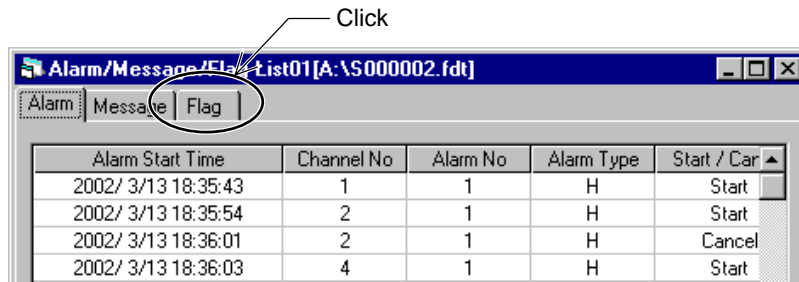 Click
Alarm/Message/Flag List01[A:\S000002.fdt]
Alarm Message Flag
Alarm Start Time Channel No Alarm No Alarm Type Start / Can
2002/ 3/13 18:35:43 1 1 H Start
2002/ 3/13 18:35:54 2 1 H Start
2002/ 3/13 18:36:01 2 1 H Cancel
2002/ 3/13 18:36:03 4 1 H Start